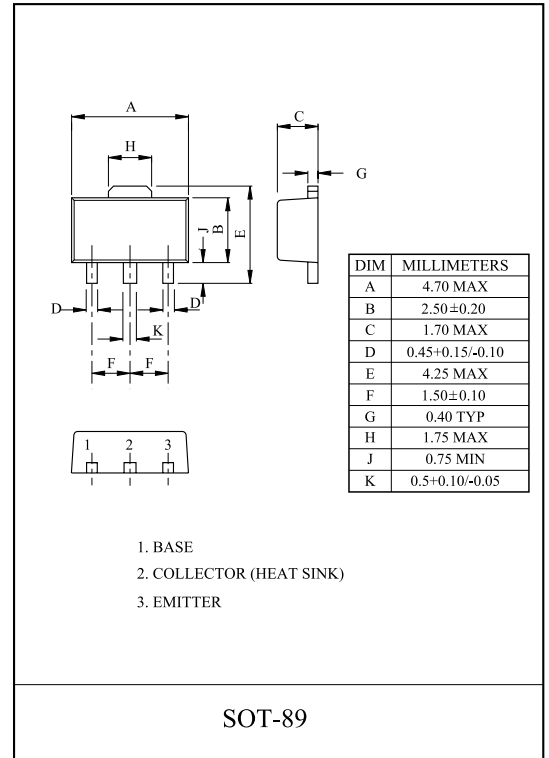 A
H
C
G
J
B
E
D
D
K
F F
DIM MILLIMETERS
A 4.70 MAX
B 2.50±0.20
C 1.70 MAX
D 0.45+0.15/-0.10
E 4.25 MAX
F 1.50±0.10
G 0.40 TYP
H 1.75 MAX
J 0.75 MIN
K 0.5+0.10/-0.05
1 2 3
1. BASE
2. COLLECTOR (HEAT SINK)
3. EMITTER
SOT-89